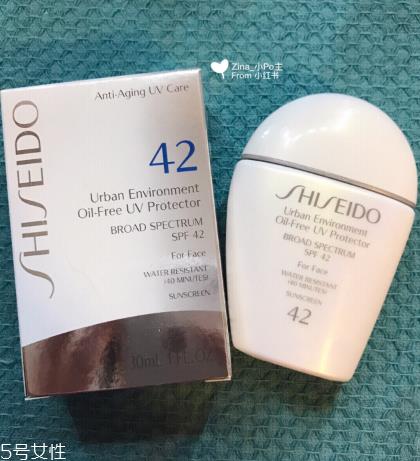 Zina_小Po主
From 小红书
Anti-Aging UV Care
SHISEIDO
42
Urban Environment
Oil-Free UV Protector
BROAD SPECTRUM
SPF 42
For Face
WATER RESISTANT
(40 MINUTES)
SUNSCREEN
30mL 1 FL.OZ.
SHISEIDO
Urban Environment
Oil-Free UV Protector
BROAD SPECTRUM
SPF 42
For Face
WATER RESISTANT
(40 MINUTES)
SUNSCREEN
42
5号女性